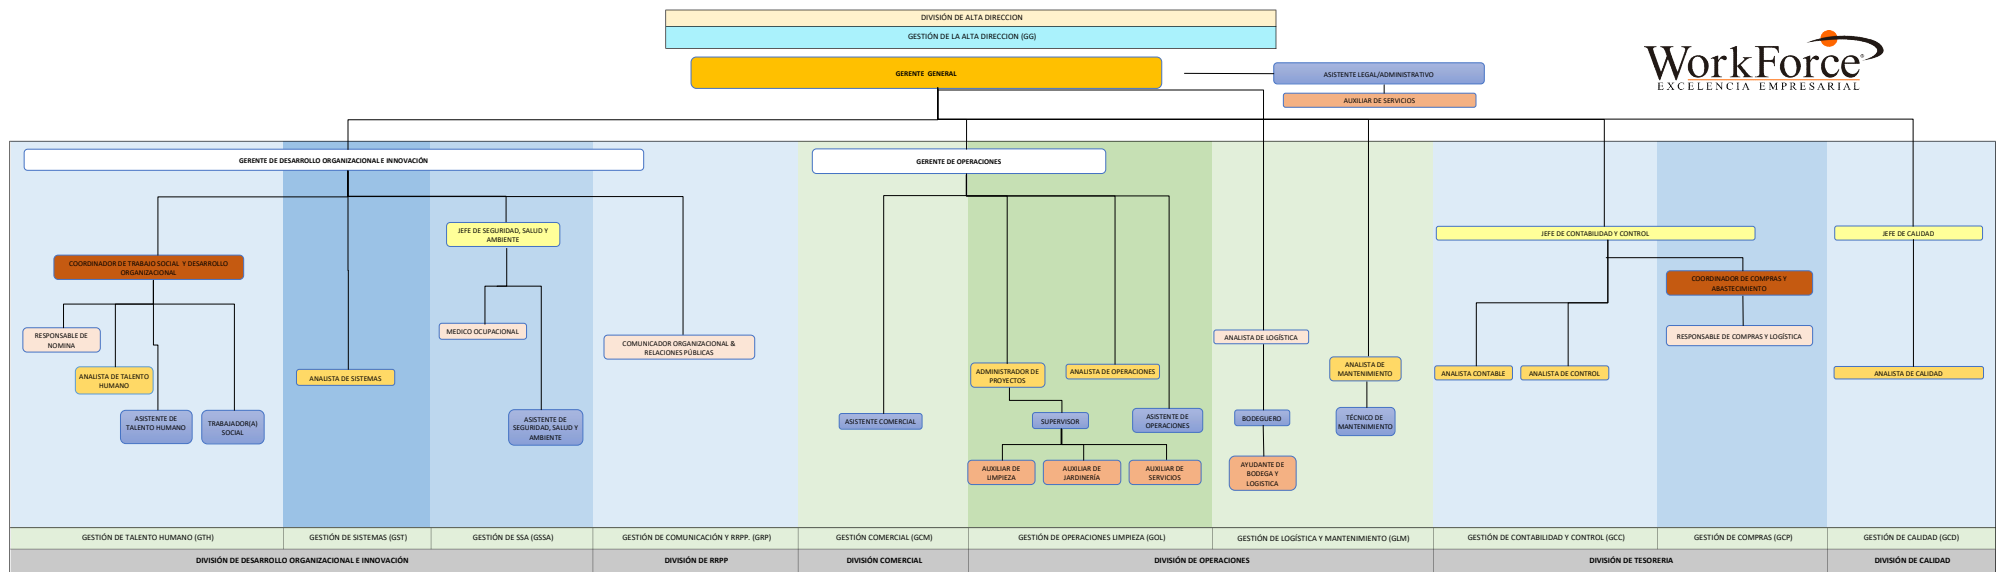 DIVISIÓN DE ALTA DIRECCION
GESTIÓN DE LA ALTA DIRECCION (GG)
GERENTE GENERAL
ASISTENTE LEGAL/ADMINISTRATIVO
AUXILIAR DE SERVICIOS
WorkForce®
EXCELENCIA EMPRESARIAL
GERENTE DE DESARROLLO ORGANIZACIONAL E INNOVACIÓN
GERENTE DE OPERACIONES
JEFE DE SEGURIDAD, SALUD Y
AMBIENTE
JEFE DE CONTABILIDAD Y CONTROL
JEFE DE CALIDAD
COORDINADOR DE TRABAJO SOCIAL Y DESARROLLO
ORGANIZACIONAL
COORDINADOR DE COMPRAS Y
ABASTECIMIENTO
RESPONSABLE DE
NOMINA
MEDICO OCUPACIONAL
COMUNICADOR ORGANIZACIONAL &
RELACIONES PÚBLICAS
ANALISTA DE LOGÍSTICA
RESPONSABLE DE COMPRAS Y LOGÍSTICA
ANALISTA DE TALENTO
HUMANO
ANALISTA DE SISTEMAS
ADMINISTRADOR DE
PROYECTOS
ANALISTA DE OPERACIONES
ANALISTA DE
MANTENIMIENTO
ANALISTA CONTABLE
ANALISTA DE CONTROL
ANALISTA DE CALIDAD
ASISTENTE DE
TALENTO HUMANO
TRABAJADOR(A)
SOCIAL
ASISTENTE DE
SEGURIDAD, SALUD Y
AMBIENTE
ASISTENTE COMERCIAL
SUPERVISOR
ASISTENTE DE
OPERACIONES
BODEGUERO
TÉCNICO DE
MANTENIMIENTO
AUXILIAR DE
LIMPIEZA
AUXILIAR DE
JARDINERÍA
AUXILIAR DE
SERVICIOS
AYUDANTE DE
BODEGA Y
LOGISTICA
GESTIÓN DE TALENTO HUMANO (GTH)
GESTIÓN DE SISTEMAS (GST)
GESTIÓN DE SSA (GSSA)
GESTIÓN DE COMUNICACIÓN Y RRPP. (GRP)
GESTIÓN COMERCIAL (GCM)
GESTIÓN DE OPERACIONES LIMPIEZA (GOL)
GESTIÓN DE LOGÍSTICA Y MANTENIMIENTO (GLM)
GESTIÓN DE CONTABILIDAD Y CONTROL (GCC)
GESTIÓN DE COMPRAS (GCP)
GESTIÓN DE CALIDAD (GCD)
DIVISIÓN DE DESARROLLO ORGANIZACIONAL E INNOVACIÓN
DIVISIÓN DE RRPP
DIVISIÓN COMERCIAL
DIVISIÓN DE OPERACIONES
DIVISIÓN DE TESORERIA
DIVISIÓN DE CALIDAD